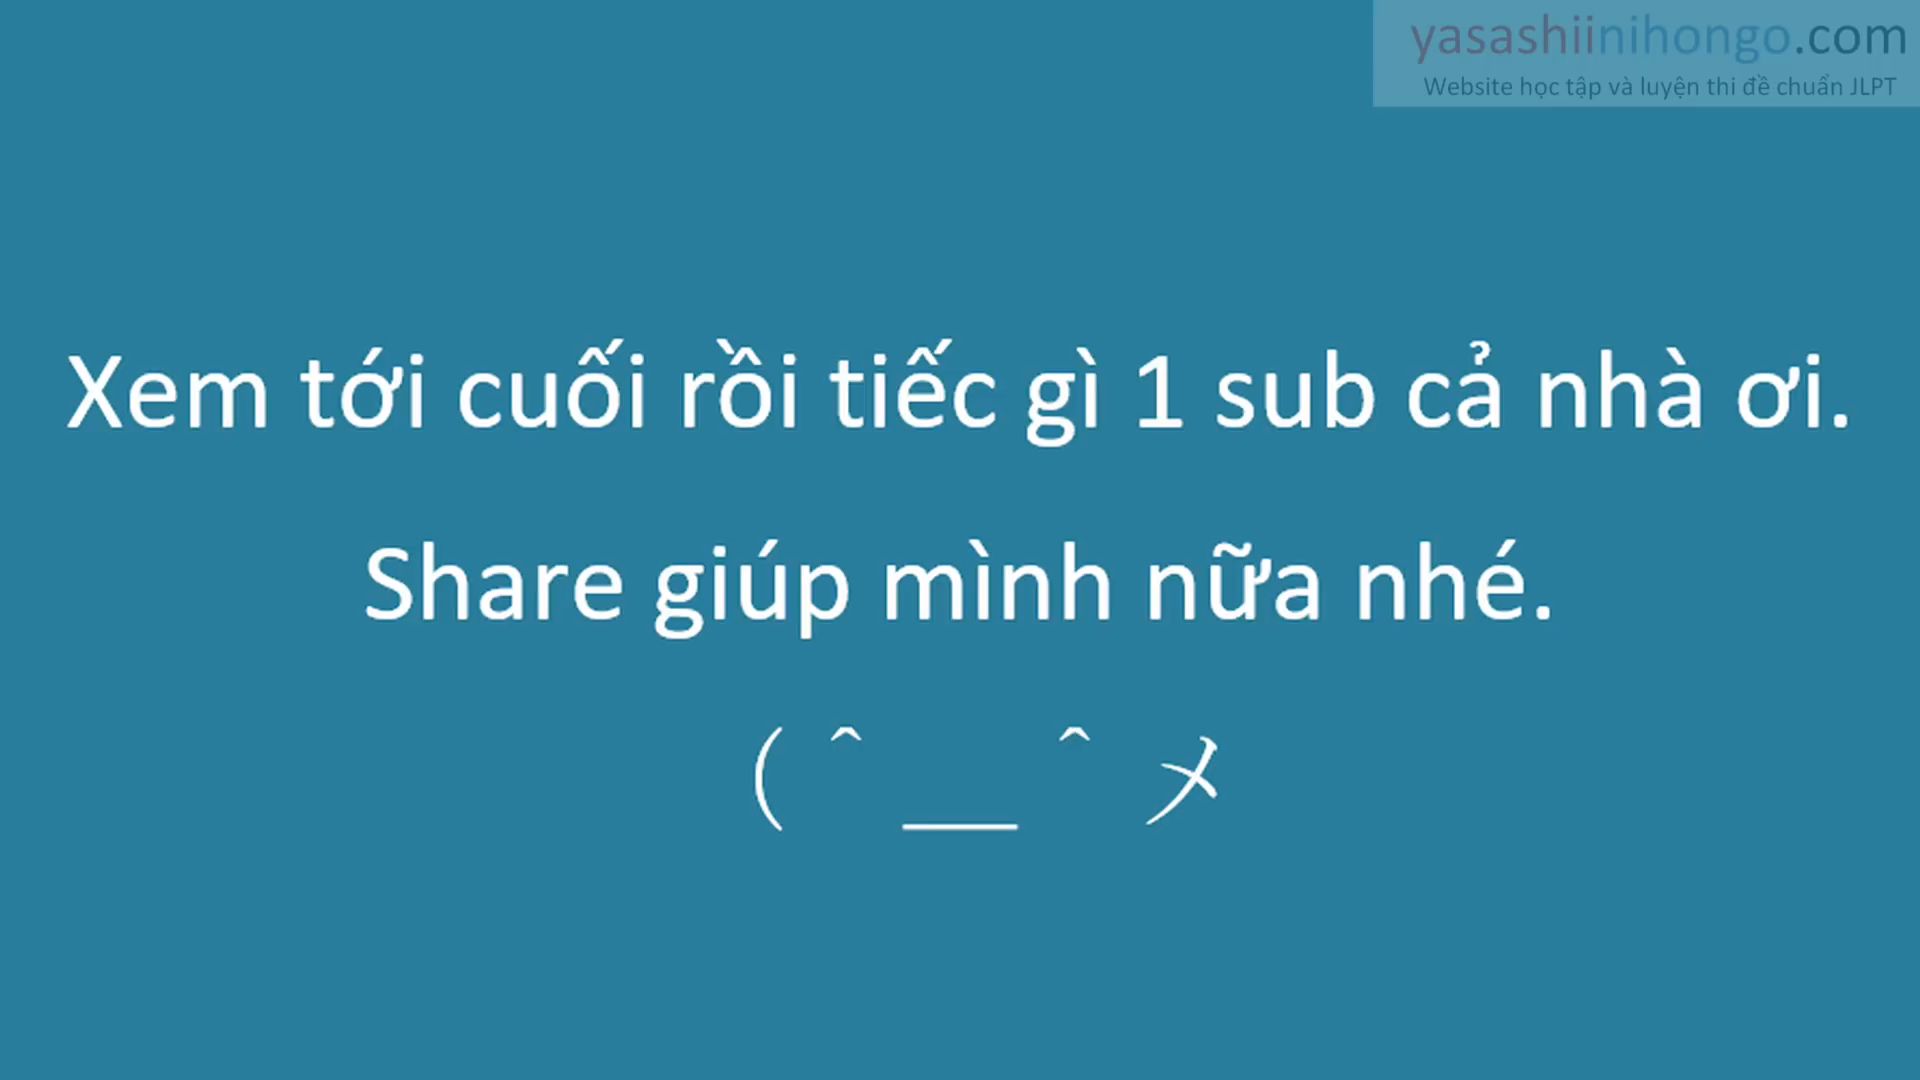 yasashiinihongo.com
Website học tập và luyện thi đề chuẩn JLPT
Xem tới cuối rồi tiếc gì 1 sub cả nhà ơi.
Share giúp mình nữa nhé.
( ^ __ ^ メ